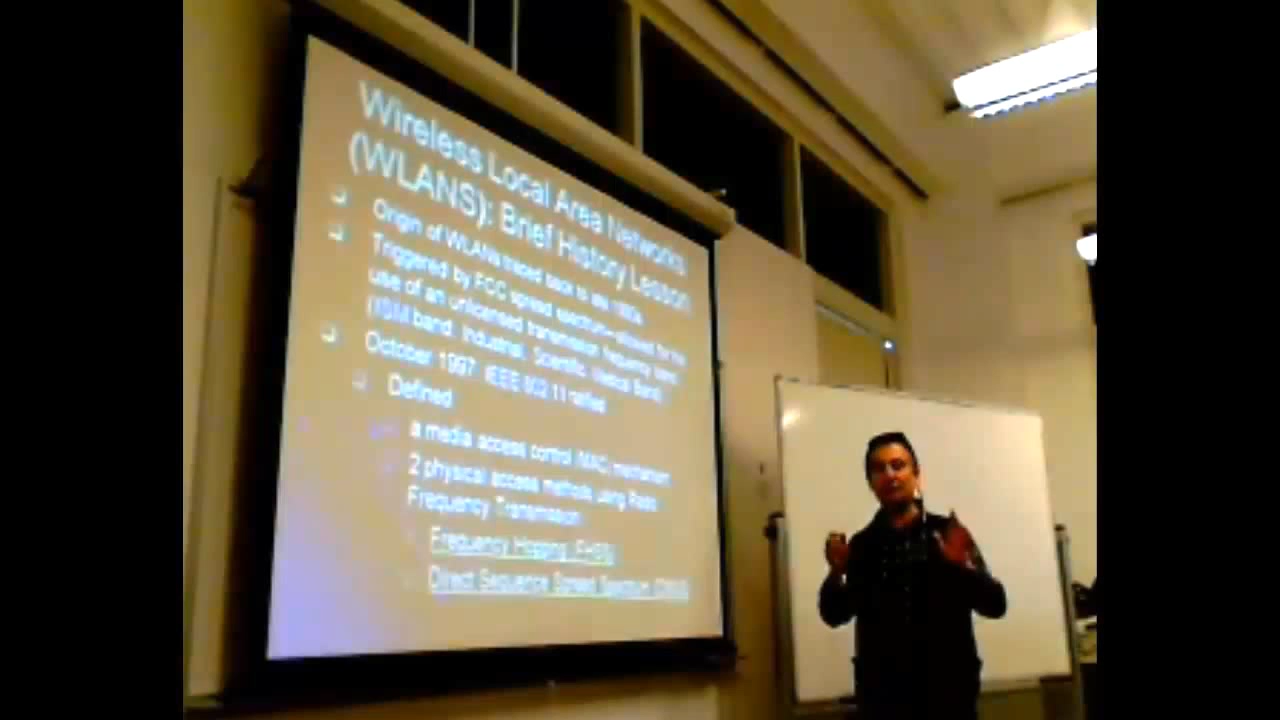 Wireless Local Area Networks
(WLANS): Brief History Lesson
Origin of WLANs traced back to late 1980s
Triggered by FCC spread spectrum—allowed for the
use of an unlicensed transmission frequency band
(ISM band: Industrial, Scientific, Medical Band)
October 1997: IEEE 802.11 ratified
Defined
a media access control (MAC) mechanism
2 physical access methods using Radio
Frequency Transmission
Frequency Hopping (FHSS)
Direct Sequence Spread Spectrum (DSSS)